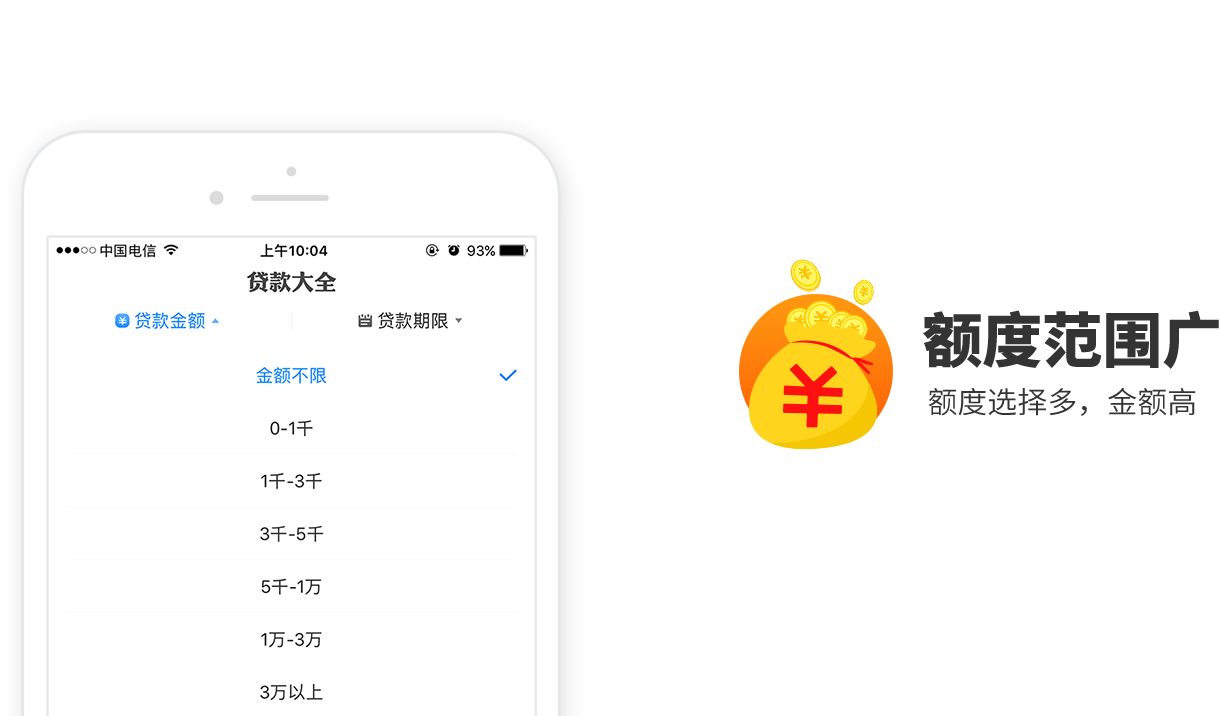 中国电信 上午10:04 93%
贷款大全
贷款金额 贷款期限
金额不限
0-1千
1千-3千
3千-5千
5千-1万
1万-3万
3万以上
额度范围广
额度选择多，金额高